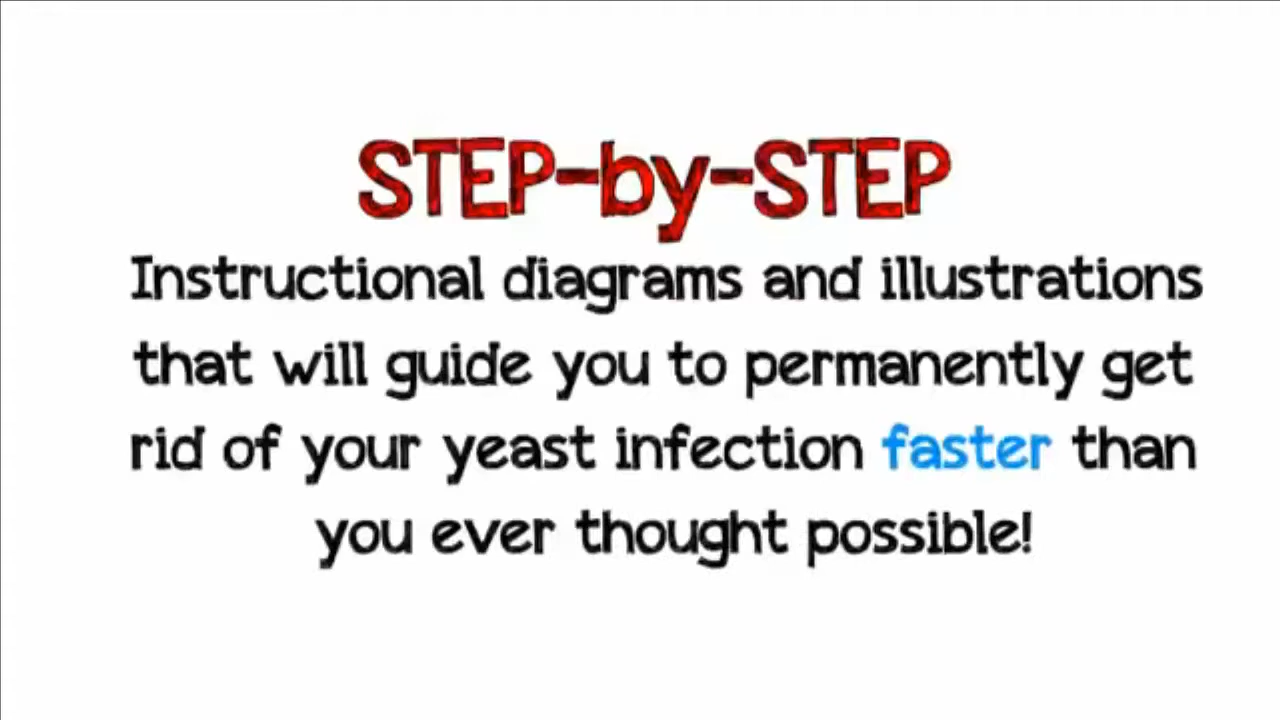 STEP-by-STEP
Instructional diagrams and illustrations
that will guide you to permanently get
rid of your yeast infection faster than
you ever thought possible!